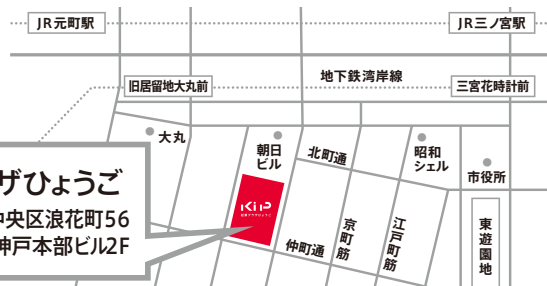 JR元町駅
JR三ノ宮駅
地下鉄湾岸線
旧居留地大丸前
三宮花時計前
大丸
朝日
ビル
北町通
昭和
シェル
市役所
ザひょうご
中央区浪花町56
神戸本部ビル2F
KiP
仲町通
京町筋
江戸町筋
東遊園地